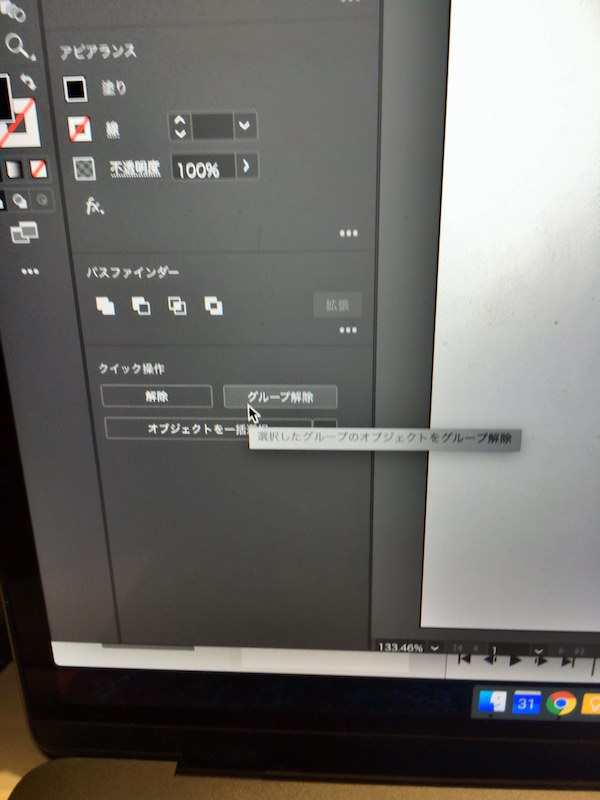 アピアランス
塗り
線
不透明度 100%
fx.
パスファインダー
拡張
クイック操作
解除 グループ解除
オブジェクトを一括
選択したグループのオブジェクトをグループ解除
133.46% 1
31